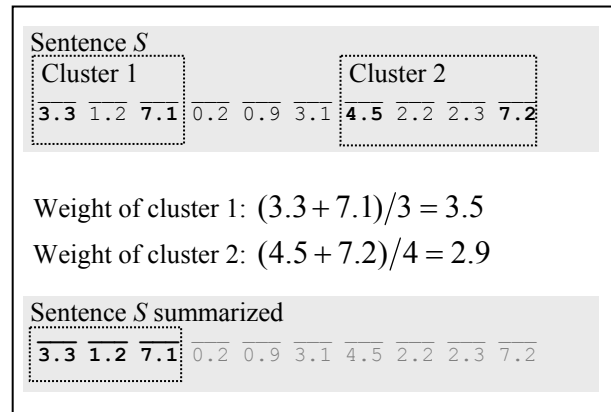 Sentence S
Cluster 1 Cluster 2
3.3 1.2 7.1 0.2 0.9 3.1 4.5 2.2 2.3 7.2
Weight of cluster 1: (3.3+7.1)/3 = 3.5
Weight of cluster 2: (4.5+7.2)/4 = 2.9
Sentence S summarized
3.3 1.2 7.1 0.2 0.9 3.1 4.5 2.2 2.3 7.2